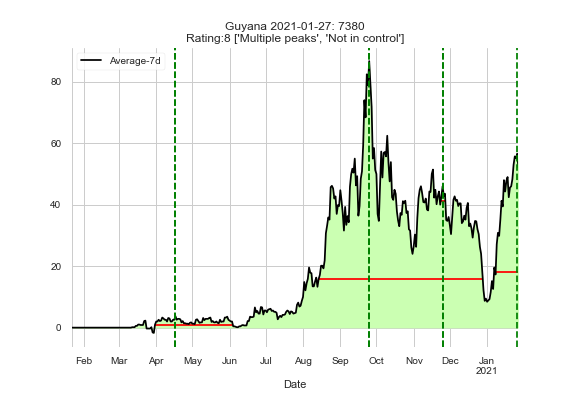 Guyana 2021-01-27: 7380
Rating:8 ['Multiple peaks', 'Not in control']
Average-7d
80
60
40
20
0
Feb Mar Apr May Jun Jul Aug Sep Oct Nov Dec Jan
2021
Date